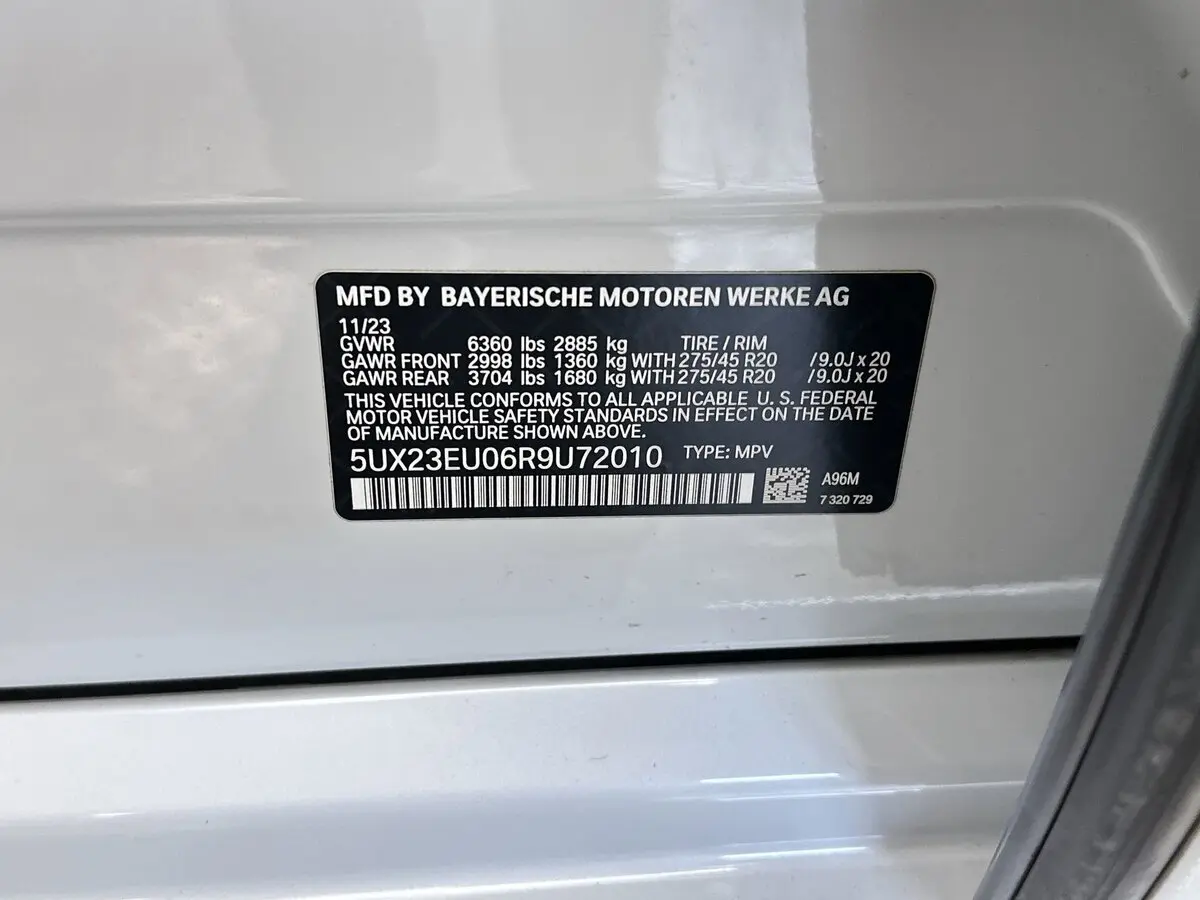 MFD BY BAYERISCHE MOTOREN WERKE AG
11/23
GVWR 6360 lbs 2885 kg TIRE / RIM
GAWR FRONT 2998 lbs 1360 kg WITH 275/45 R20 /9.0J x 20
GAWR REAR 3704 lbs 1680 kg WITH 275/45 R20 /9.0J x 20
THIS VEHICLE CONFORMS TO ALL APPLICABLE U. S. FEDERAL
MOTOR VEHICLE SAFETY STANDARDS IN EFFECT ON THE DATE
OF MANUFACTURE SHOWN ABOVE.
5UX23EU06R9U72010 TYPE: MPV
A96M
7 320 729